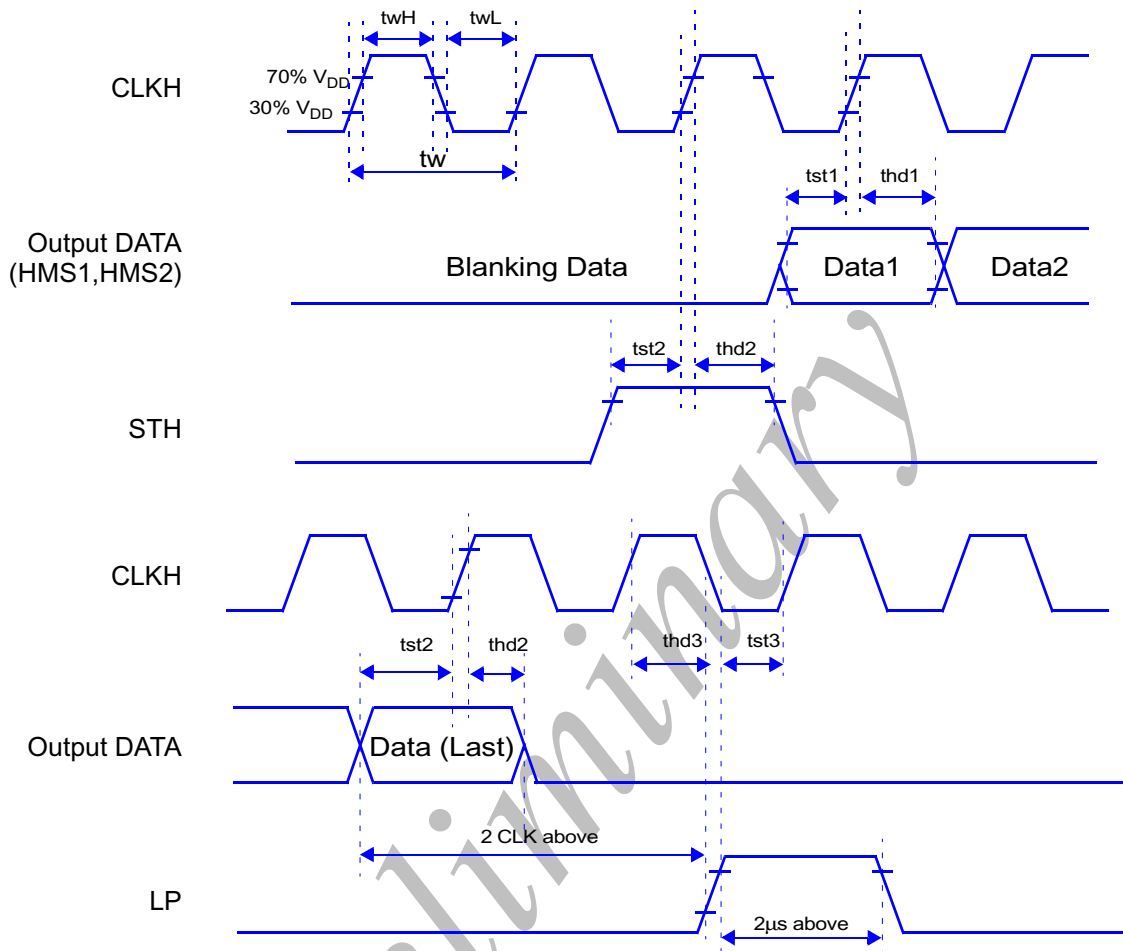 twH twL
CLKH
70% VDD
30% VDD
tw
tst1 thd1
Output DATA
(HMS1,HMS2)
Blanking Data Data1 Data2
tst2 thd2
STH
CLKH
tst2 thd2 thd3 tst3
Output DATA
Data (Last)
2 CLK above
LP
2μs above
eliminary